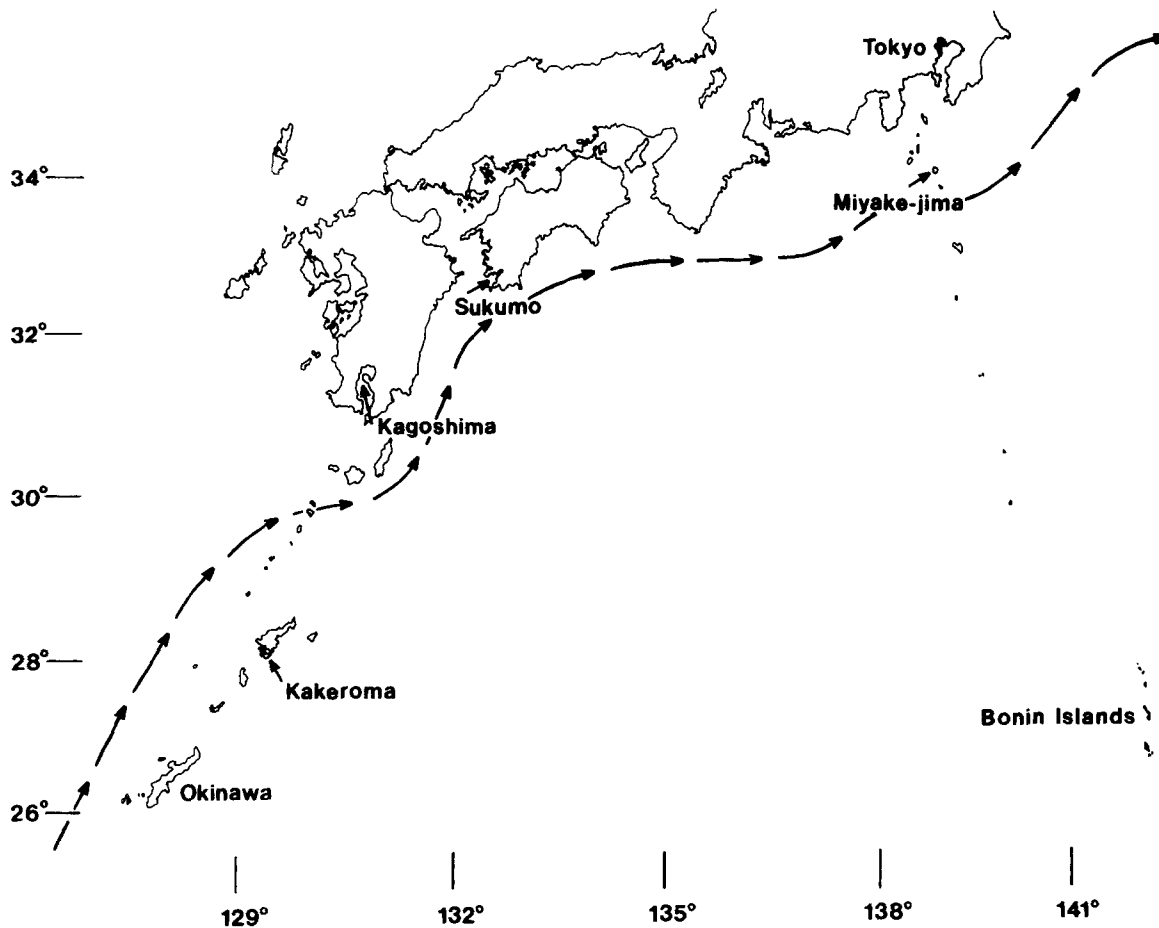 Tokyo
34°
Miyake-jima
Sukumo
32°
Kagoshima
30°
28°
Kakeroma
Bonin Islands
Okinawa
26°
129°
132°
135°
138°
141°